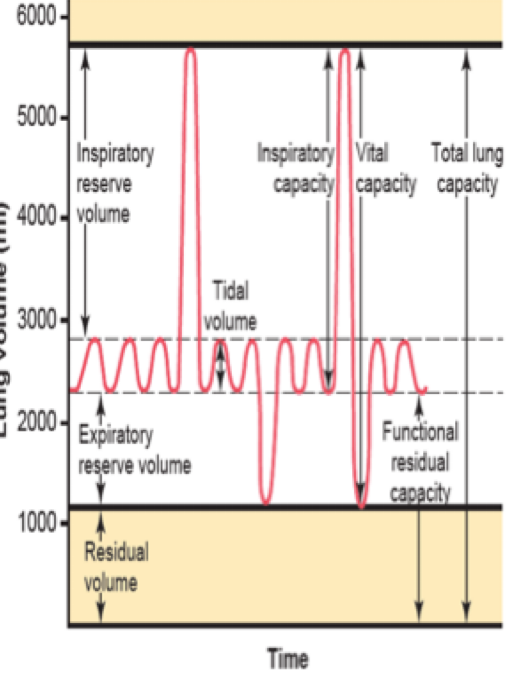 6000
5000
4000
3000
2000
1000
Inspiratory
reserve
volume
Inspiratory
capacity
Vital
capacity
Total lung
capacity
Tidal
volume
Expiratory
reserve volume
Functional
residual
capacity
Residual
volume
Time